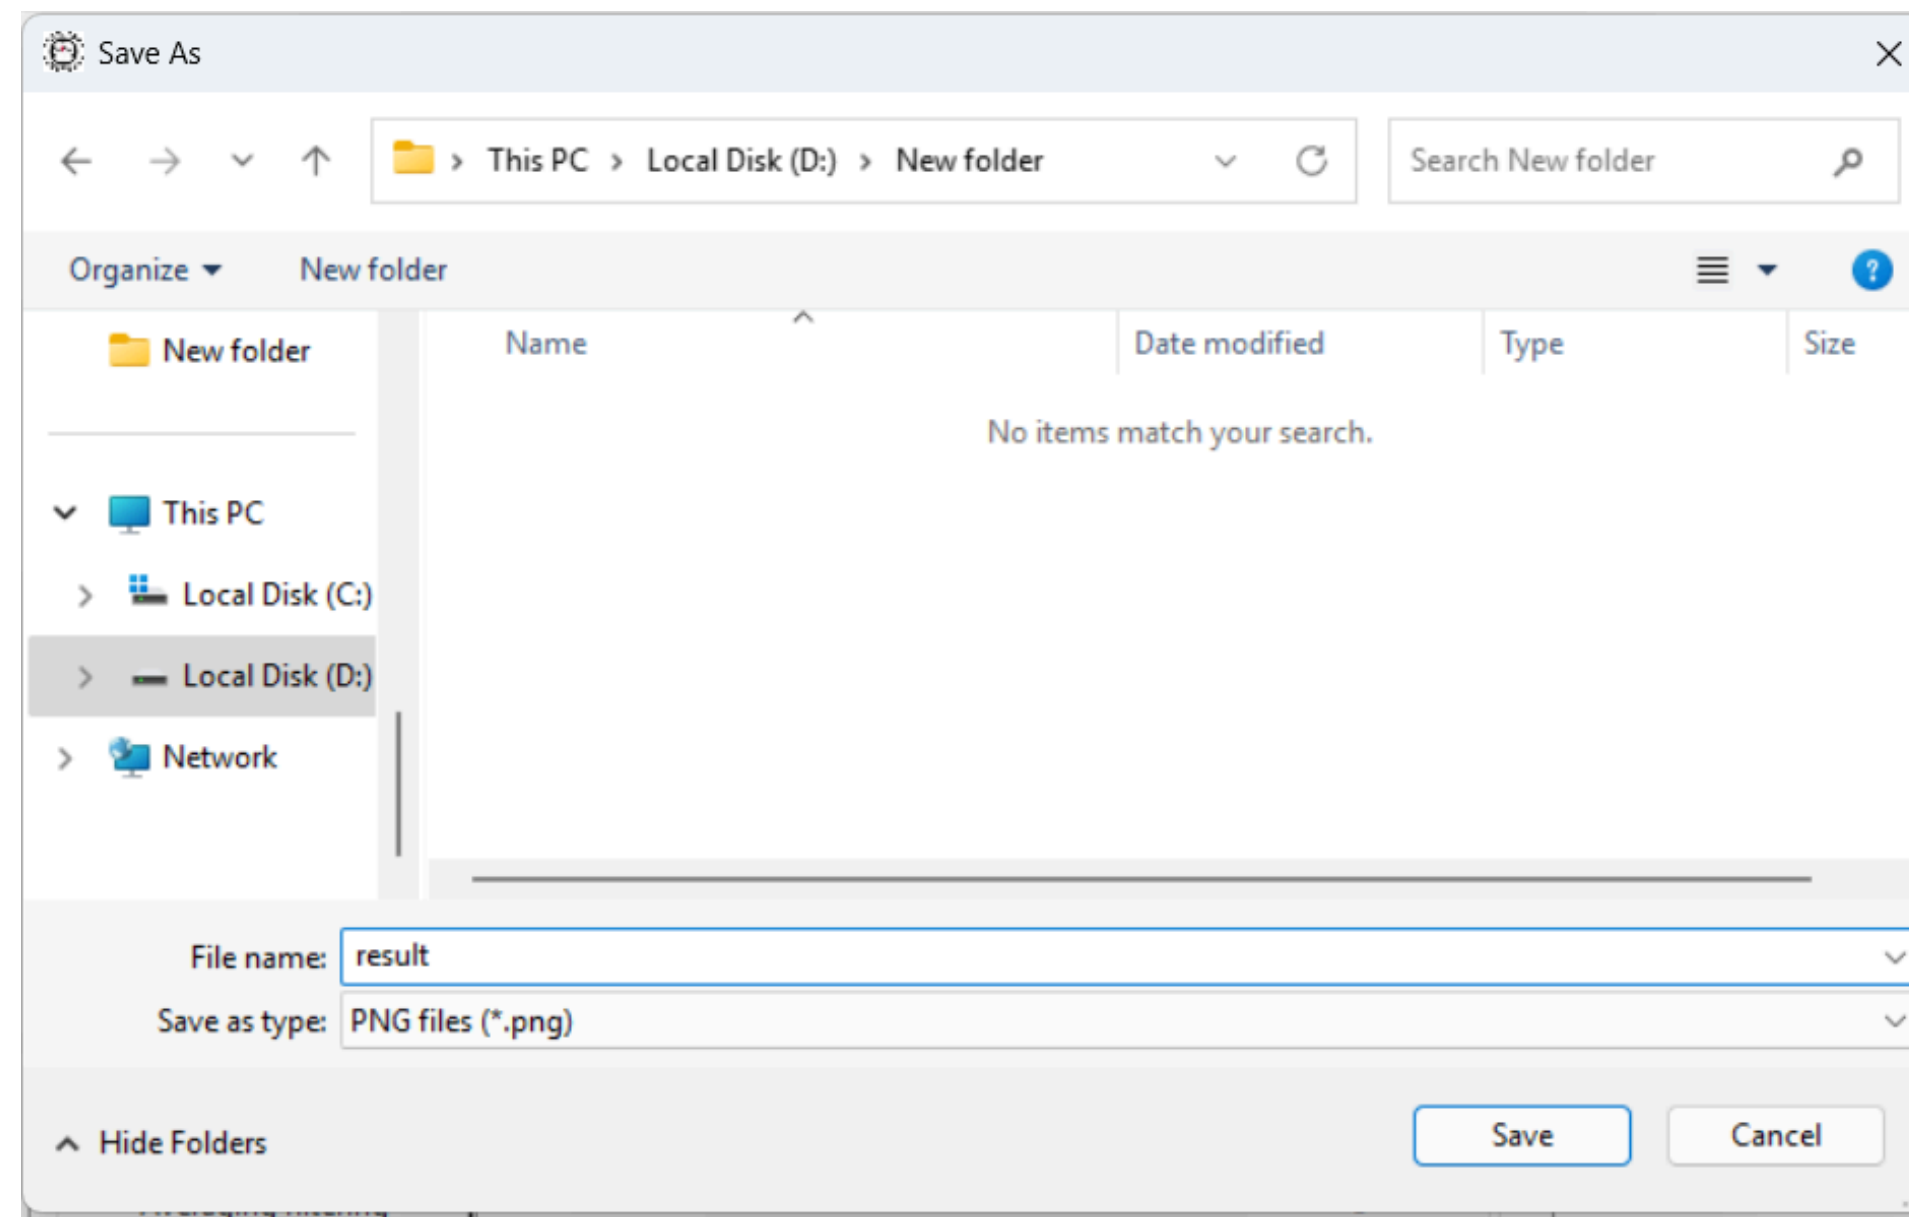 Save As
This PC > Local Disk (D:) > New folder
Search New folder
Organize
New folder
?
New folder
Name
Date modified
Type
Size
No items match your search.
This PC
Local Disk (C:)
Local Disk (D:)
Network
File name: result
Save as type: PNG files (*.png)
Hide Folders
Save
Cancel